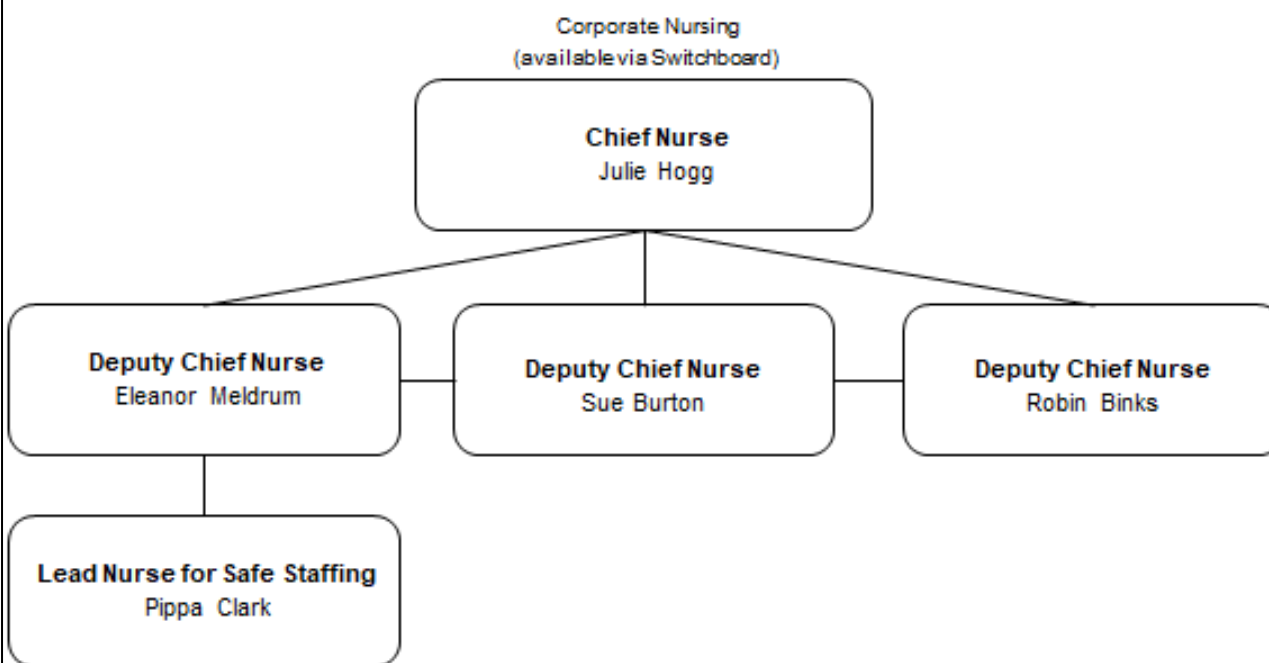 Corporate Nursing
(available via Switchboard)
Chief Nurse
Julie Hogg
Deputy Chief Nurse
Eleanor Meldrum
Deputy Chief Nurse
Sue Burton
Deputy Chief Nurse
Robin Binks
Lead Nurse for Safe Staffing
Pippa Clark